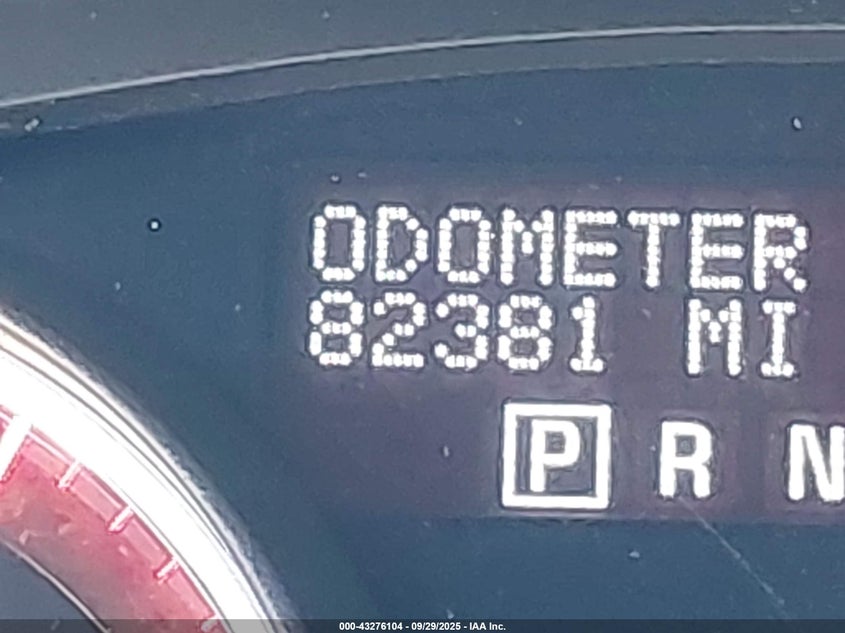 ODOMETER
82381 MI
P R N
000-43276104 - 09/29/2025 - IAA Inc.